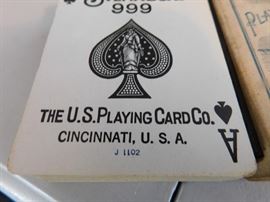 999
THE U.S. PLAYING CARD CO.
CINCINNATI, U. S. A.
J 1102
A